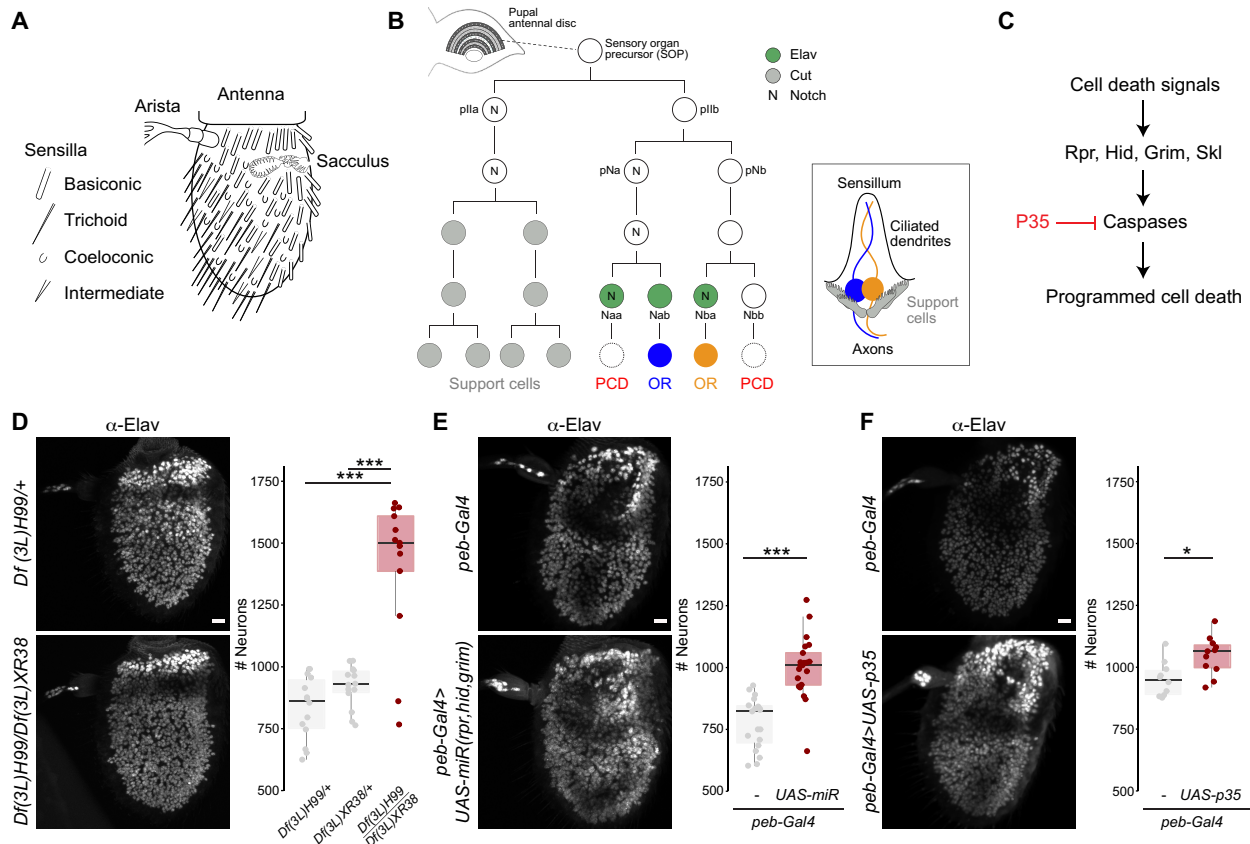 A
Antenna
Arista
Sensilla
Sacculus
Basiconic
Trichoid
Coeloconic
Intermediate
B
Pupal
antennal disc
Sensory organ
precursor (SOP)
Elav
Cut
N Notch
pIIa
N
pIIb
N
pNa
N
pNb
N
N
N
Naa
Nab
Nba
Nbb
Support cells
PCD
OR
OR
PCD
Sensillum
Ciliated
dendrites
Support
cells
Axons
C
Cell death signals
Rpr, Hid, Grim, Skl
P35
Caspases
Programmed cell death
D
α-Elav
Df (3L)H99/+
Df(3L)H99/Df(3L)XR38
# Neurons
1750
1500
1250
1000
750
500
***
***
Df(3L)H99/+
Df(3L)XR38/+
Df(3L)H99
Df(3L)XR38
E
α-Elav
peb-Gal4
peb-Gal4>
UAS-miR(rpr,hid,grim)
# Neurons
1750
1500
1250
1000
750
500
***
- UAS-miR
peb-Gal4
F
α-Elav
peb-Gal4
peb-Gal4>UAS-p35
# Neurons
1750
1500
1250
1000
750
500
*
- UAS-p35
peb-Gal4